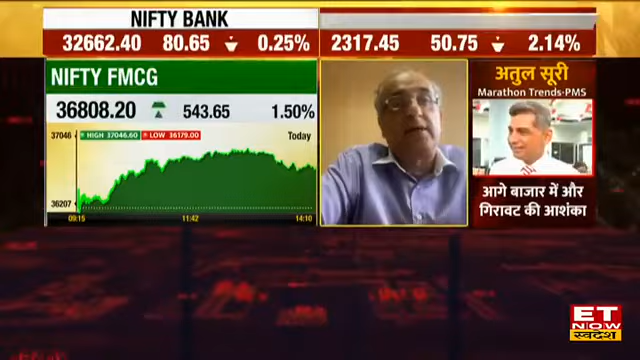 NIFTY BANK
32662.40 80.65 0.25%
2317.45 50.75 2.14%
NIFTY FMCG
36808.20 543.65 1.50%
37046 HIGH 37046.60 LOW 36179.00 Today
36207
09:15 11:42 14:10
अतुल सूरी
Marathon Trends-PMS
आगे बाजार में और
गिरावट की आशंका
ET
NOW
स्वदेश